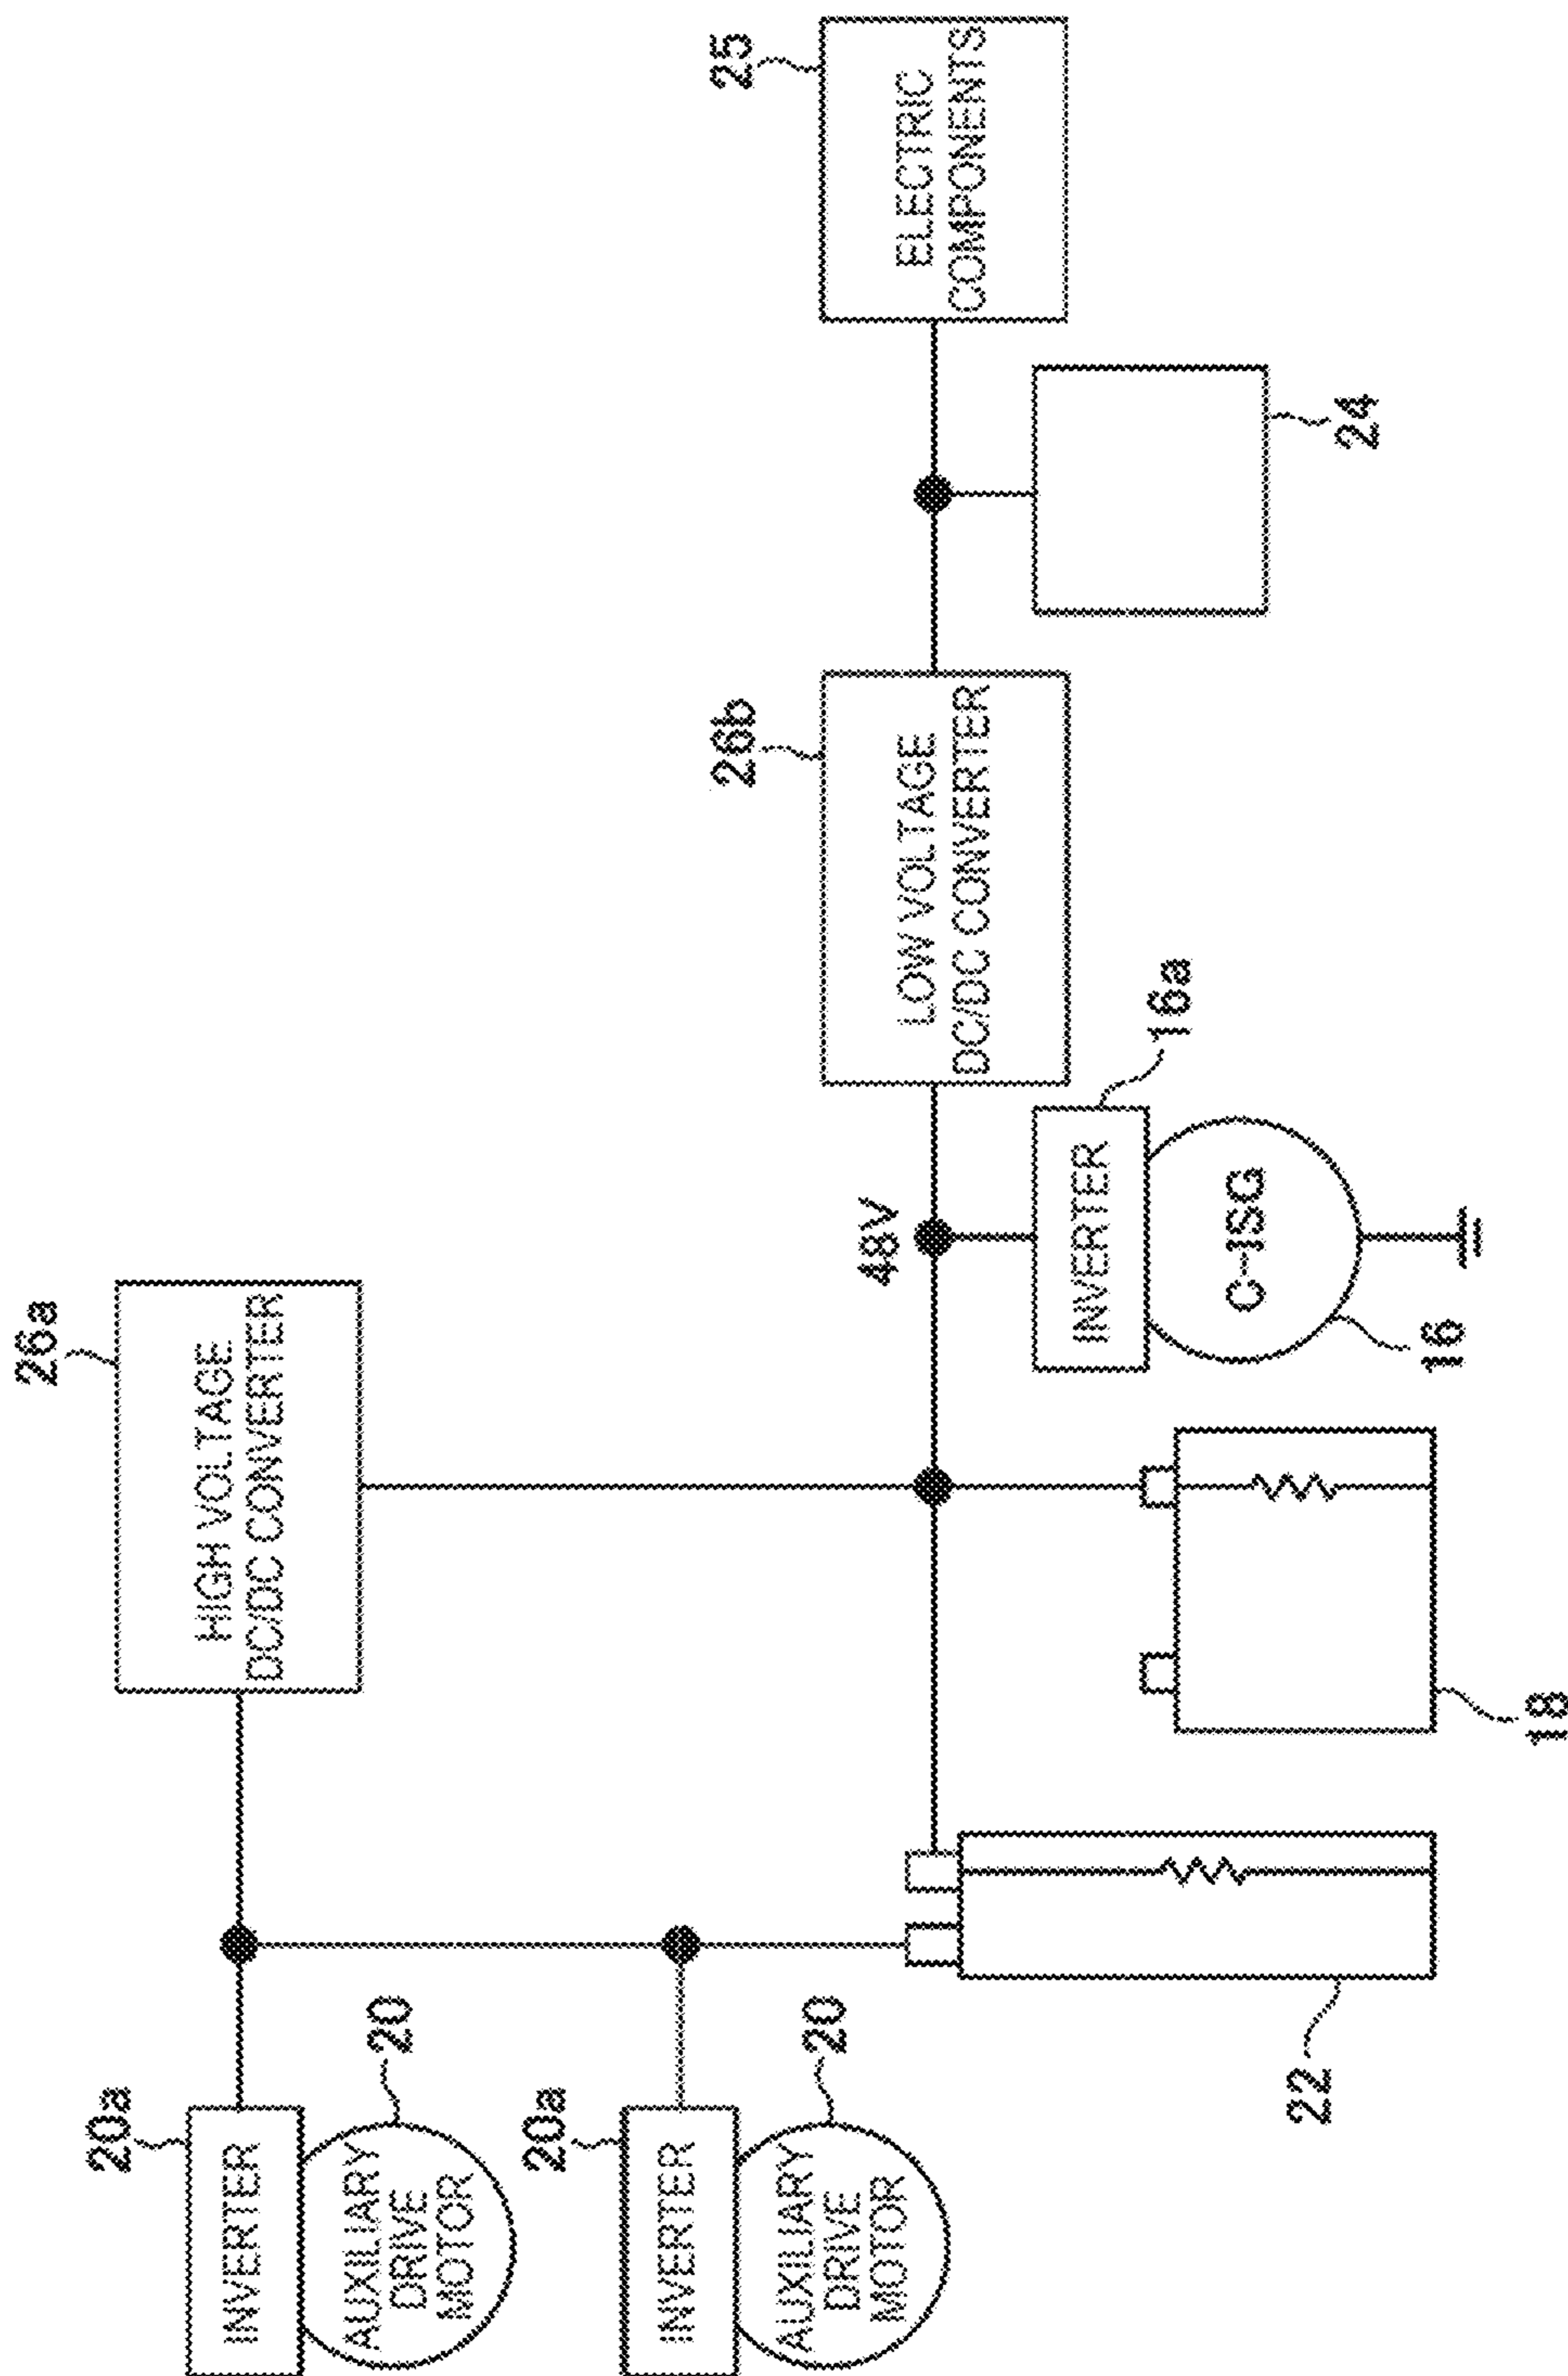 20a
INVERTER
AUXILIARY
DRIVE
MOTOR
20
20a
INVERTER
AUXILIARY
DRIVE
MOTOR
20
22
26a
HIGH VOLTAGE
DC/DC CONVERTER
18
48V
INVERTER
16a
C-ISG
16
26b
LOW VOLTAGE
DC/DC CONVERTER
24
25
ELECTRIC
COMPONENTS